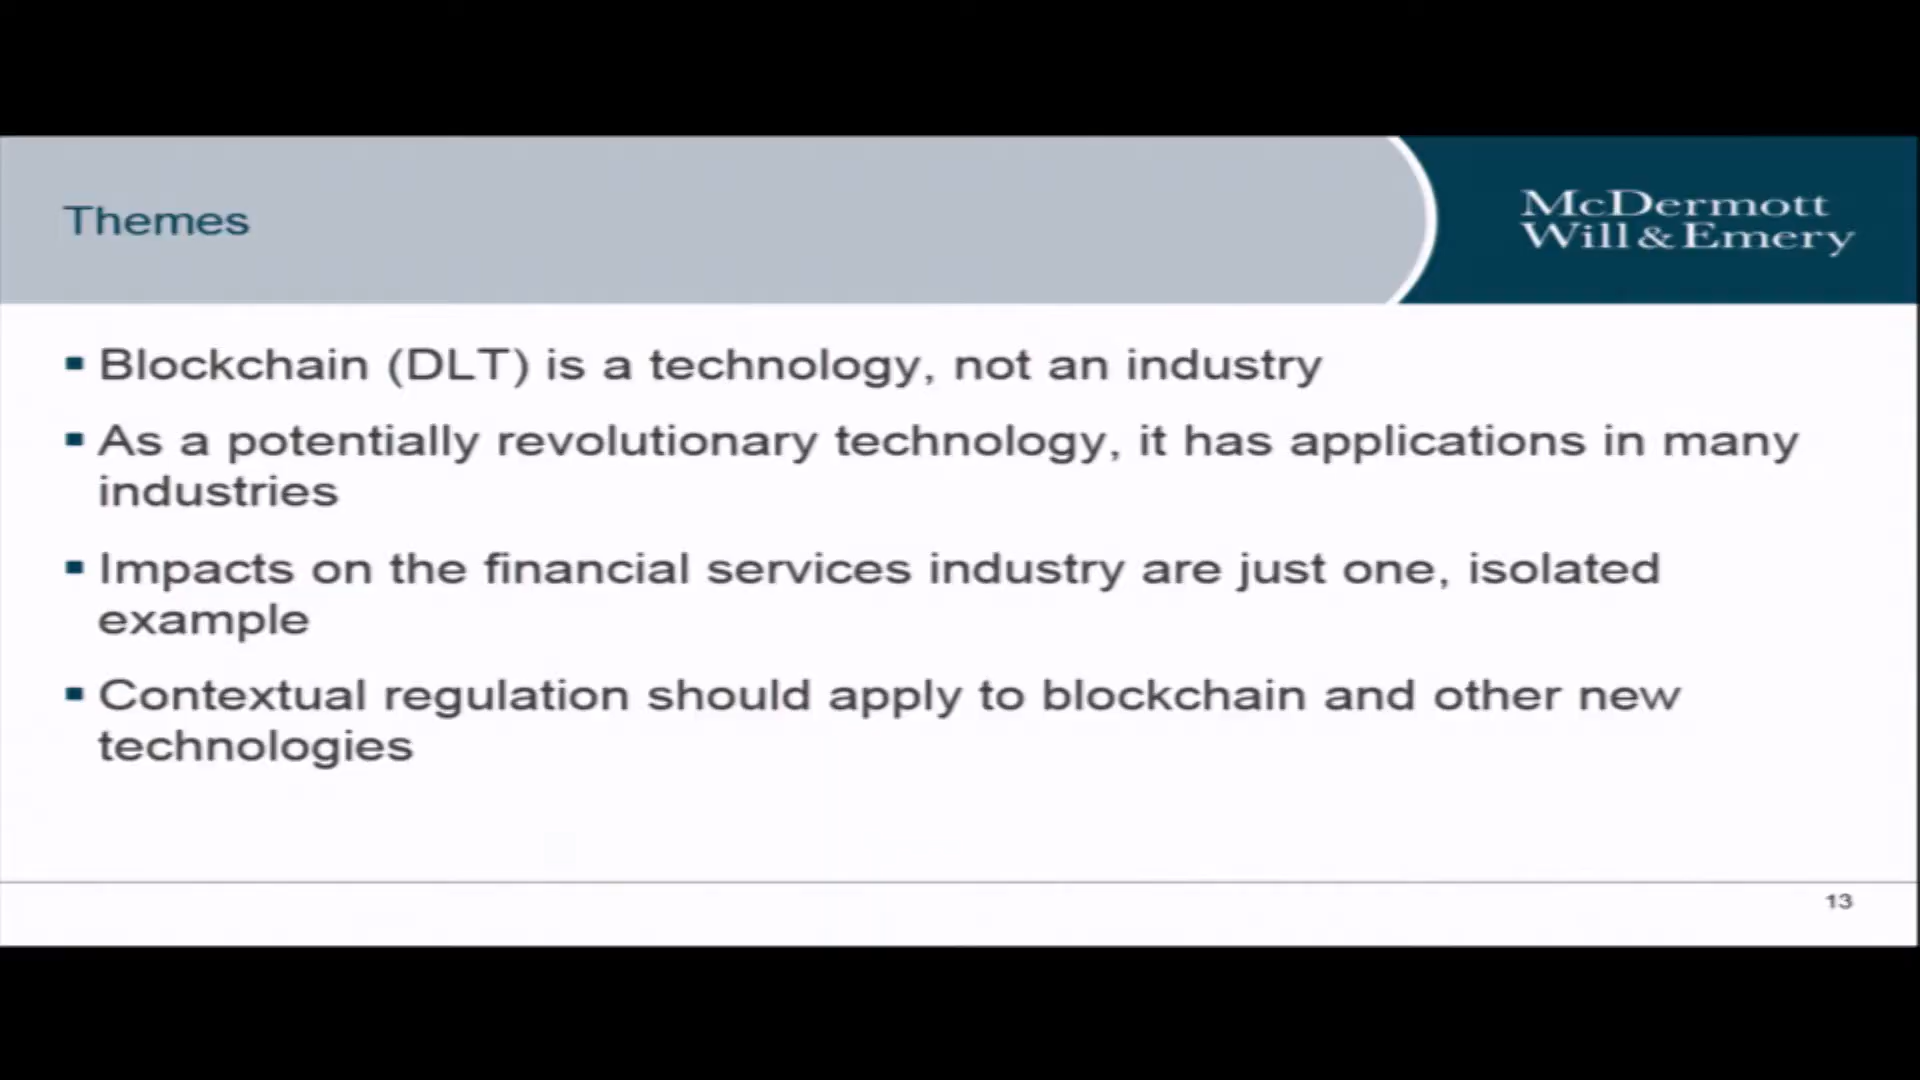 Themes
McDermott
Will & Emery
▪ Blockchain (DLT) is a technology, not an industry
▪ As a potentially revolutionary technology, it has applications in many
industries
▪ Impacts on the financial services industry are just one, isolated
example
▪ Contextual regulation should apply to blockchain and other new
technologies
13